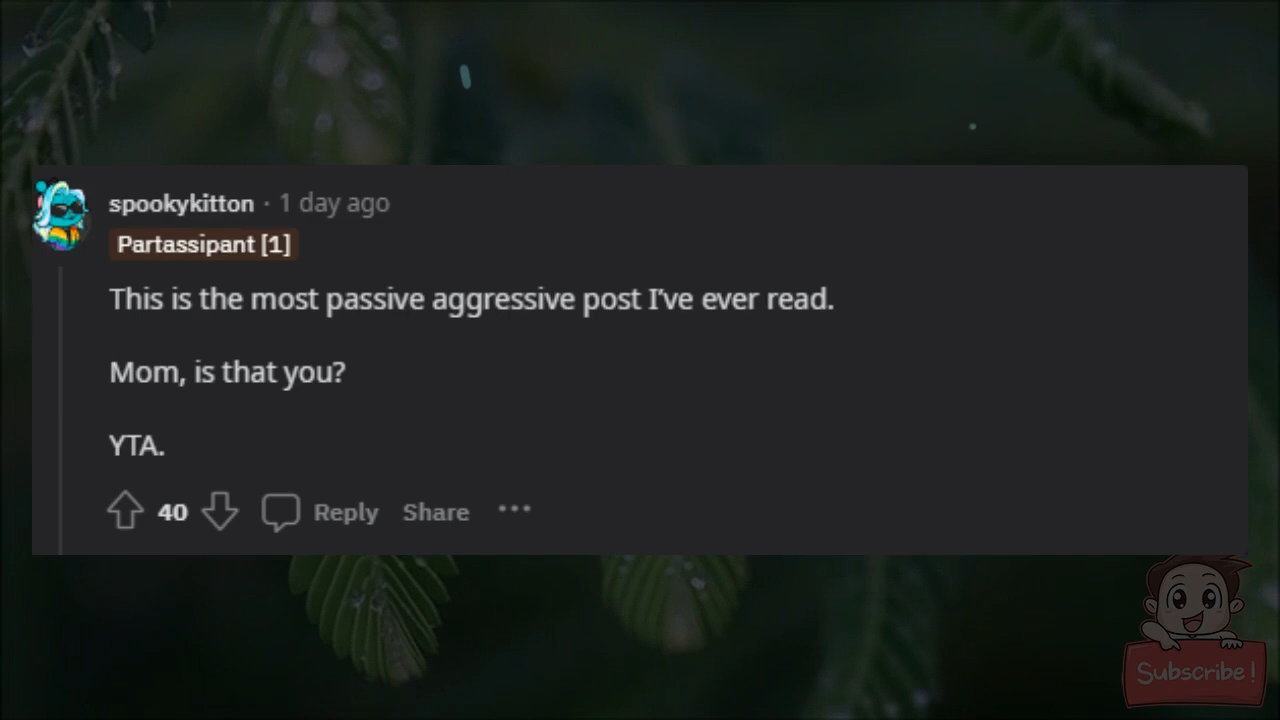 spookykitton · 1 day ago
Partassipant [1]
This is the most passive aggressive post I've ever read.
Mom, is that you?
YTA.
40 Reply Share ···
Subscribe!